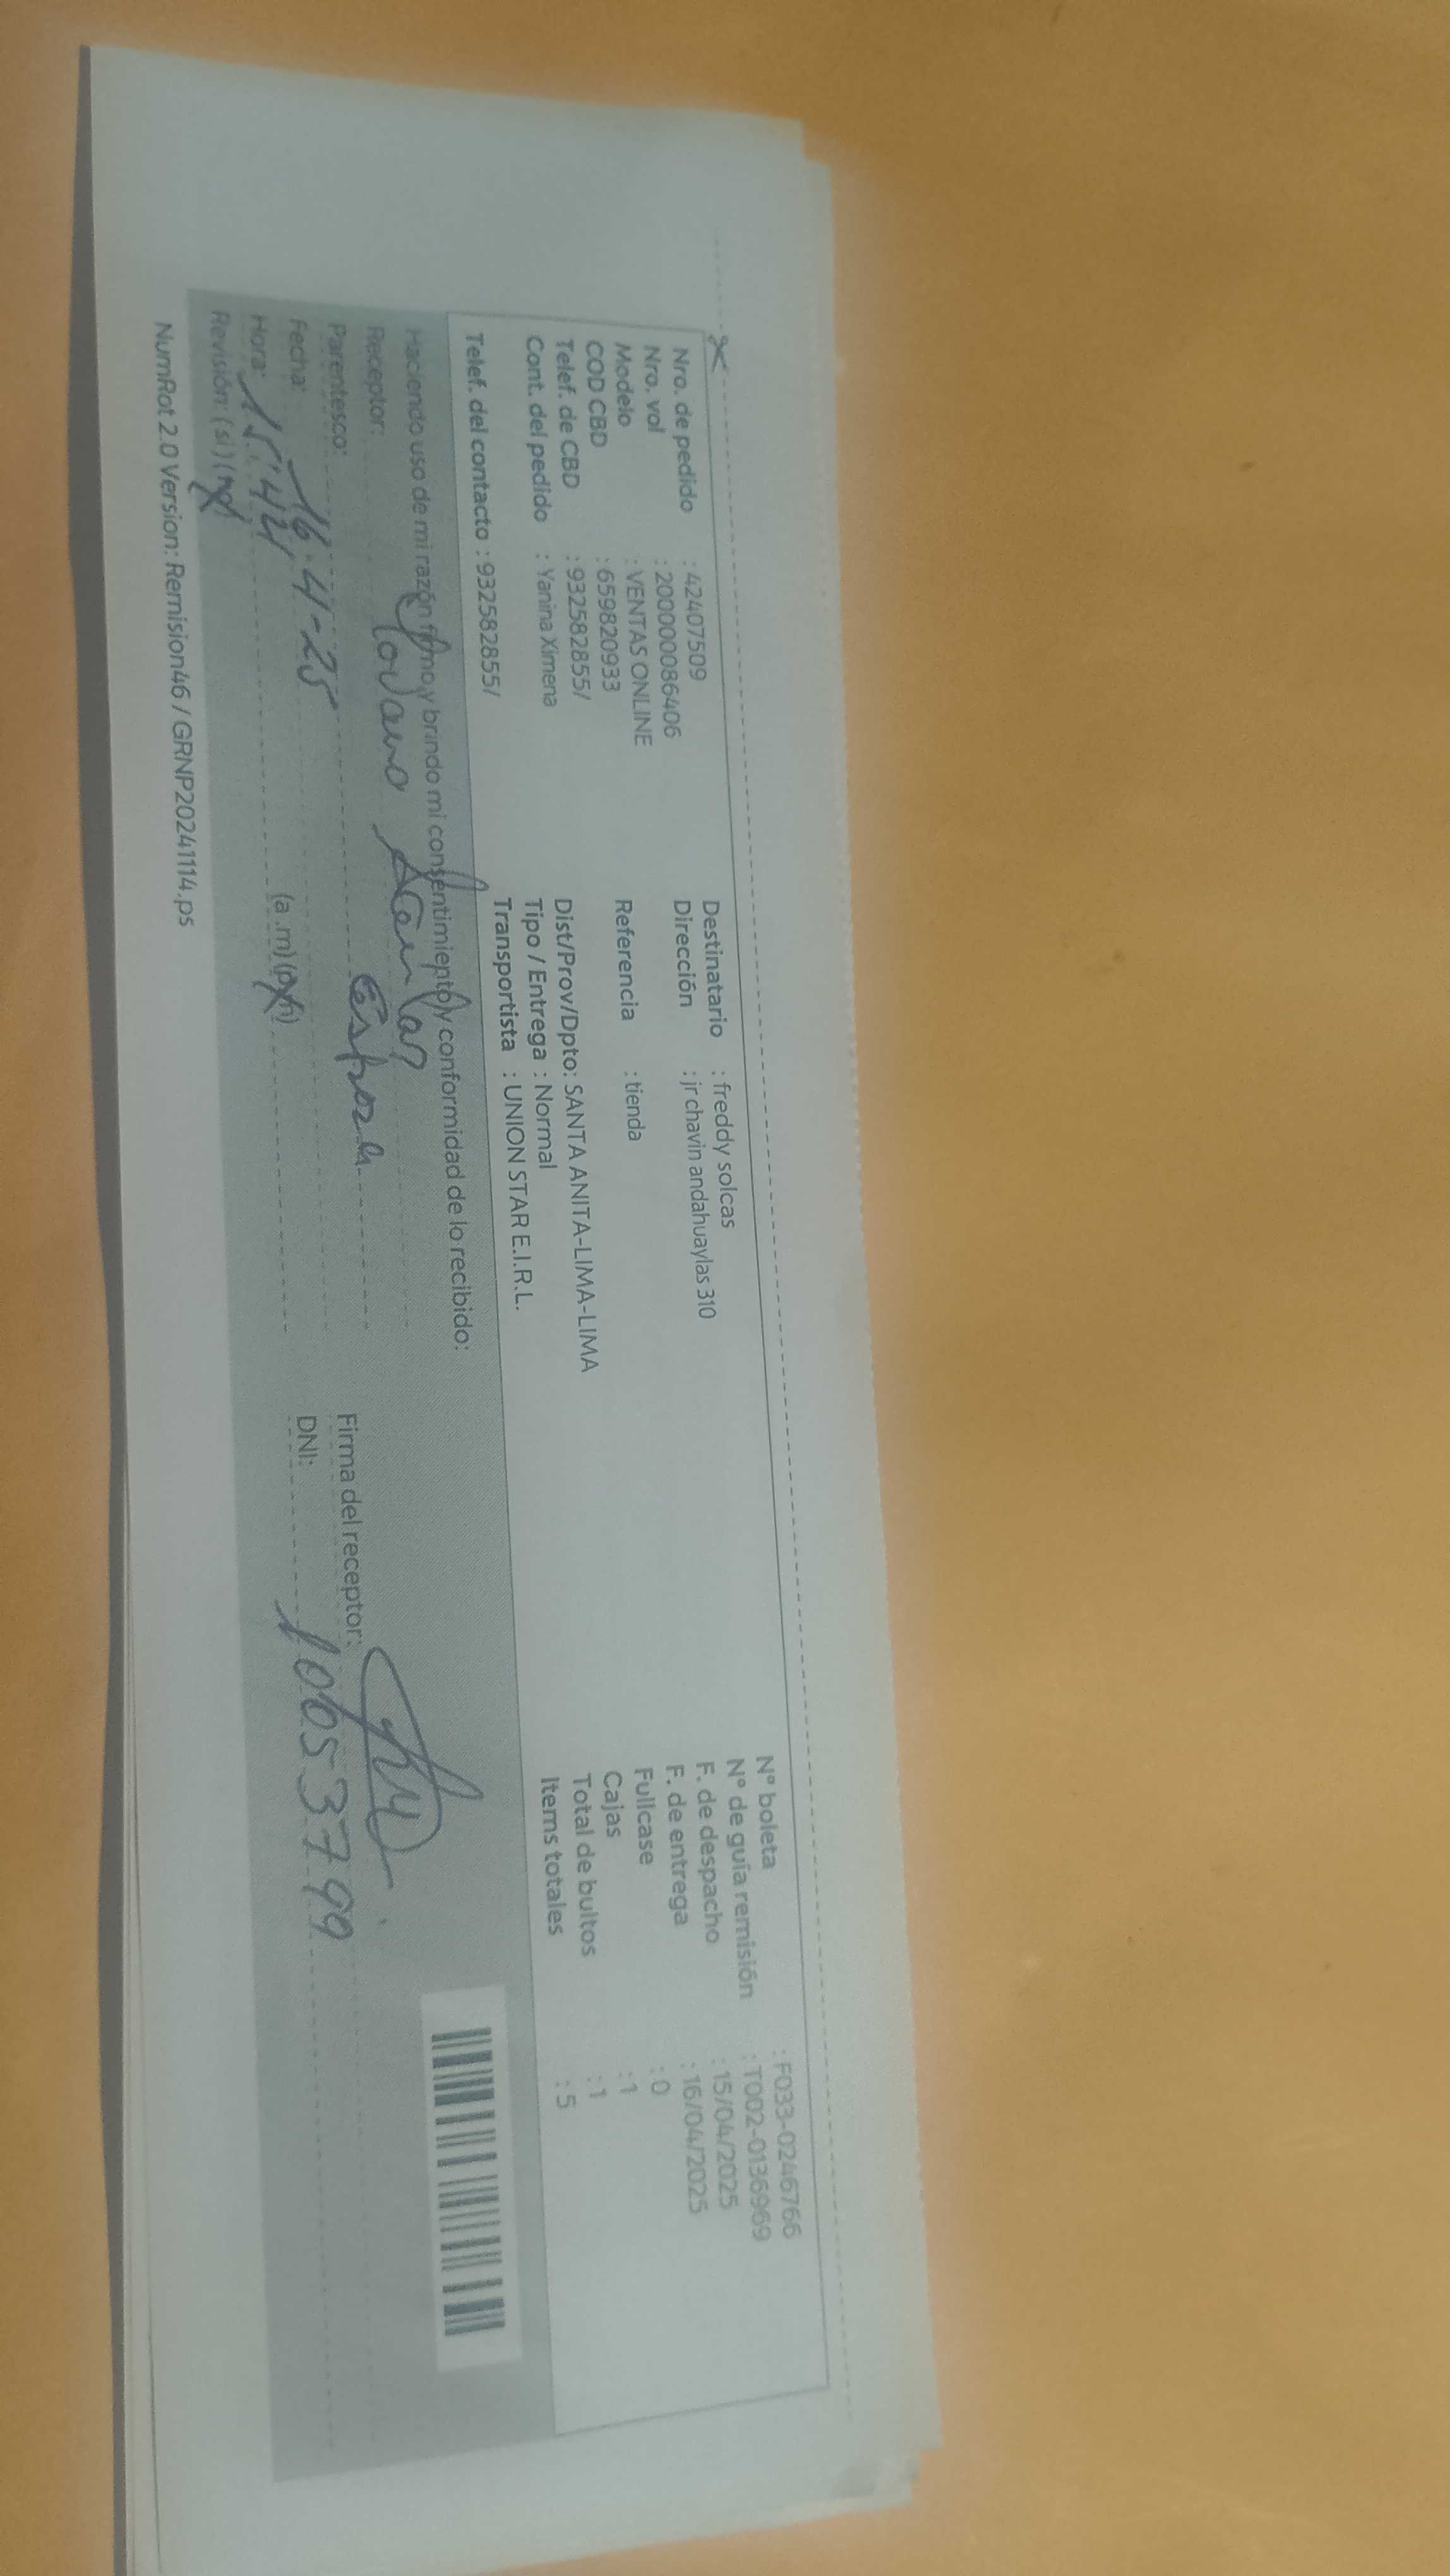 Nro. de pedido : 42407509
Nro. vol : 2000000086406
Modelo : VENTAS ONLINE
COD CBD : 659820933
Telef. de CBD : 932582855/
Cont. del pedido : Yanina Ximena
Telef. del contacto : 932582855/
Destinatario : freddy solcas
Dirección : jr chavin andahuaylas 310
Referencia : tienda
Dist/Prov/Dpto: SANTA ANITA-LIMA-LIMA
Tipo / Entrega : Normal
Transportista : UNION STAR E.I.R.L.
N° boleta : F033-0246766
N° de guía remisión : T002-0136969
F. de despacho : 15/04/2025
F. de entrega : 16/04/2025
Fullcase : 0
Cajas : 1
Total de bultos : 1
Items totales : 5
Haciendo uso de mi razón firmo y brindo mi consentimiento y conformidad de lo recibido:
Receptor:
Parentesco:
Fecha: 16-4-25
Hora: 15:44 (a.m) (p.m)
Revisión: (si) (no)
Firma del receptor:
DNI: 10653799
NumRot 2.0 Version: Remision46 / GRNP20241114.ps